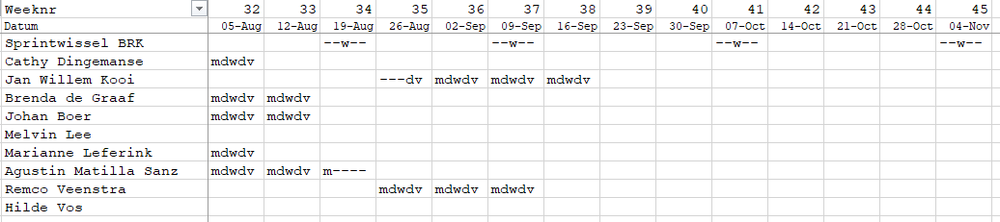 Weeknr 32 33 34 35 36 37 38 39 40 41 42 43 44 45
Datum 05-Aug 12-Aug 19-Aug 26-Aug 02-Sep 09-Sep 16-Sep 23-Sep 30-Sep 07-Oct 14-Oct 21-Oct 28-Oct 04-Nov
Sprintwissel BRK --w-- --w-- --w-- --w--
Cathy Dingemanse mdwdv
Jan Willem Kooi ---dv mdwdv mdwdv mdwdv
Brenda de Graaf mdwdv mdwdv
Johan Boer mdwdv mdwdv
Melvin Lee
Marianne Leferink mdwdv
Agustin Matilla Sanz mdwdv mdwdv m----
Remco Veenstra mdwdv mdwdv mdwdv
Hilde Vos